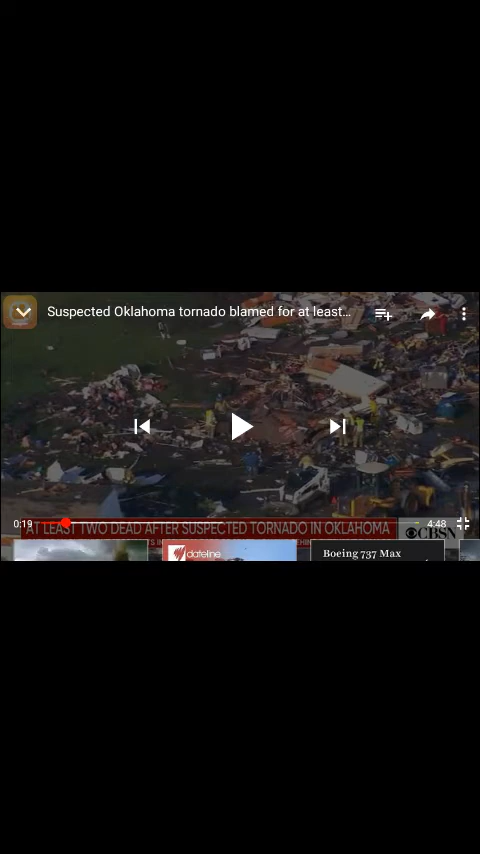 Suspected Oklahoma tornado blamed for at least...
0:19
4:48
AT LEAST TWO DEAD AFTER SUSPECTED TORNADO IN OKLAHOMA
CBSN
dateline
Boeing 737 Max